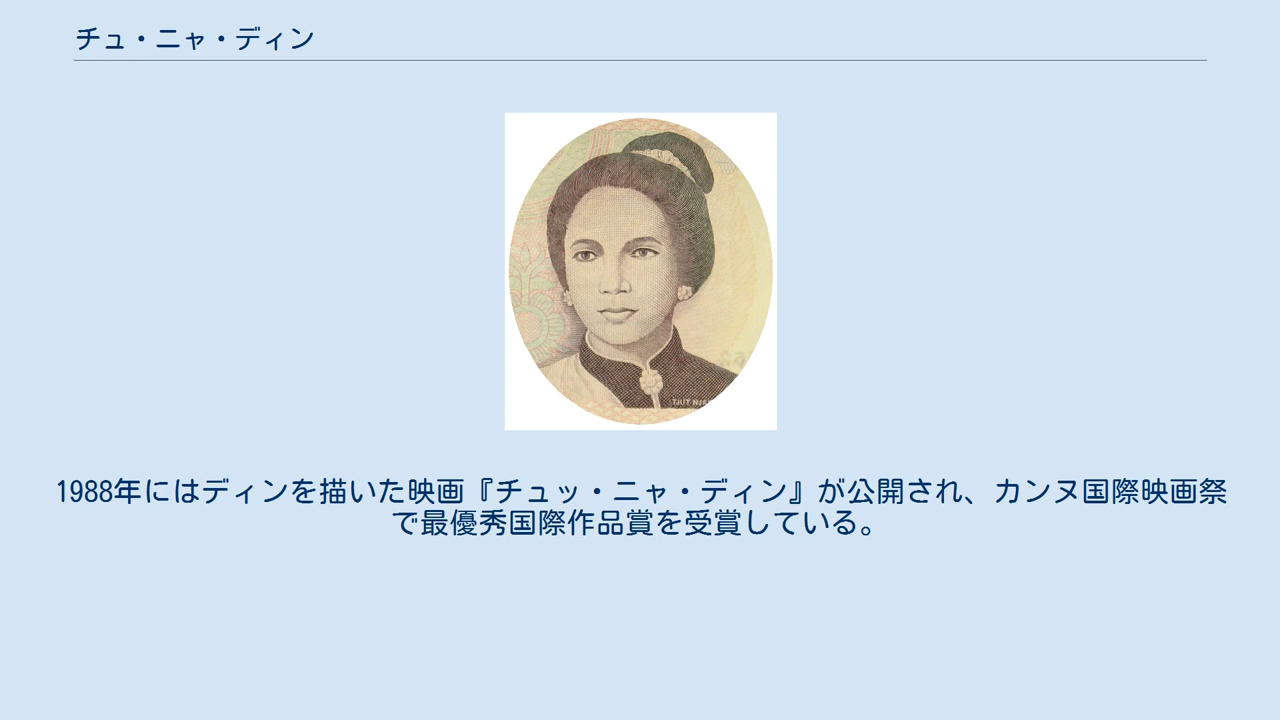 チュ・ニャ・ディン
TJUT NJA
1988年にはディンを描いた映画『チュッ・ニャ・ディン』が公開され、カンヌ国際映画祭
で最優秀国際作品賞を受賞している。